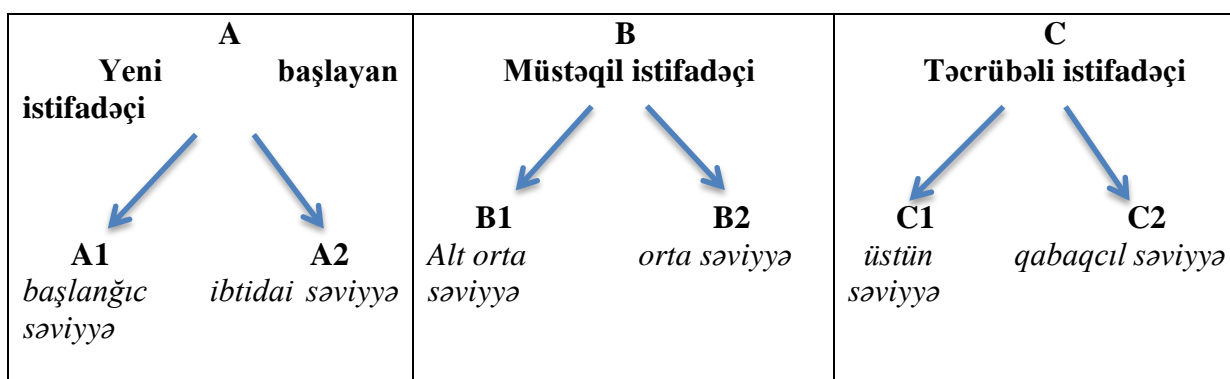 A
Yeni başlayan
istifadəçi
A1
başlanğıc
səviyyə
A2
ibtidai səviyyə
B
Müstəqil istifadəçi
B1
Alt orta
səviyyə
B2
orta səviyyə
C
Təcrübəli istifadəçi
C1
üstün
səviyyə
C2
qabaqcıl səviyyə